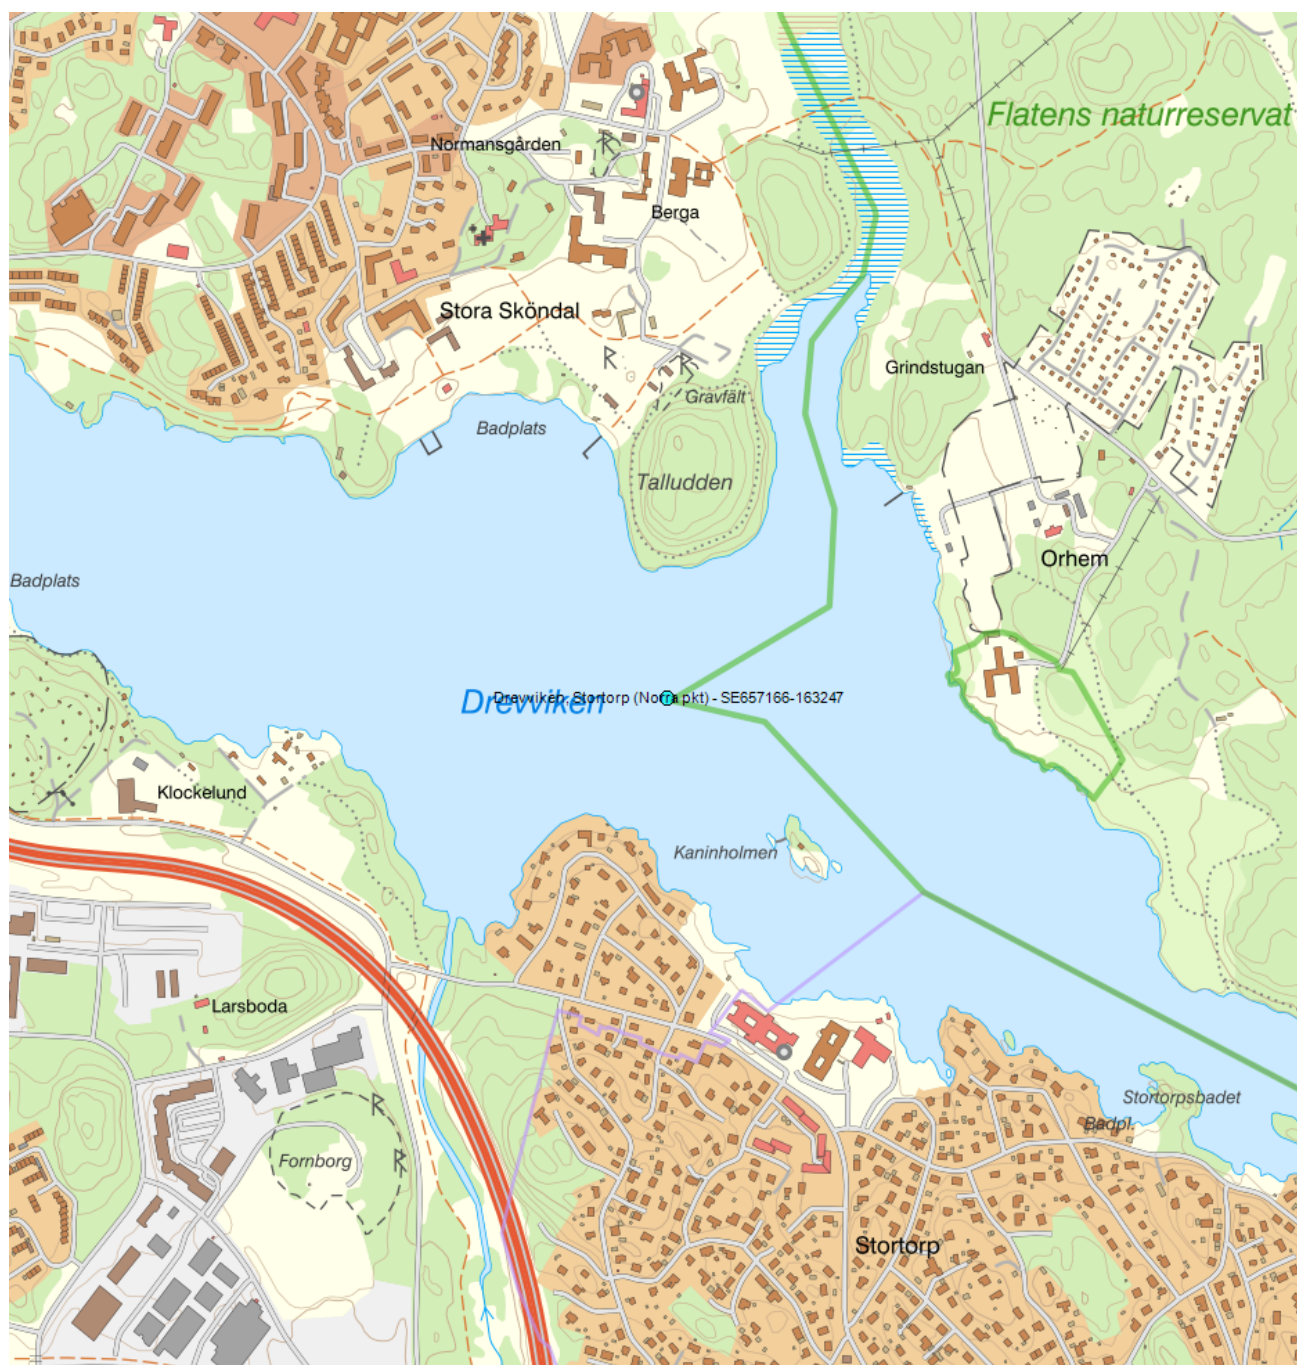 Flatens naturreservat
Normansgården
Berga
Stora Sköndal
Grindstugan
Gravfält
Badplats
Talludden
Orhem
Badplats
Drevviken
Drevviken, Stortorp (Norra pkt) - SE657166-163247
Klockelund
Kaninholmen
Larsboda
Stortorpsbadet
Badpl.
Fornborg
Stortorp